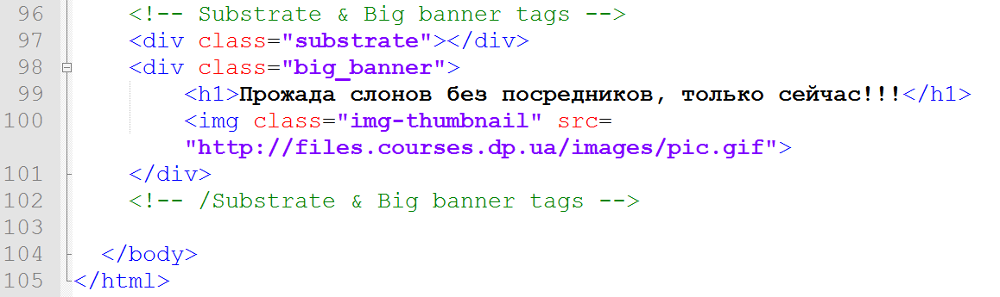 96 <!-- Substrate & Big banner tags -->
97 <div class="substrate"></div>
98 <div class="big_banner">
99 <h1>Прожада слонов без посредников, только сейчас!!!</h1>
100 <img class="img-thumbnail" src=
"http://files.courses.dp.ua/images/pic.gif">
101 </div>
102 <!-- /Substrate & Big banner tags -->
103
104 </body>
105 </html>